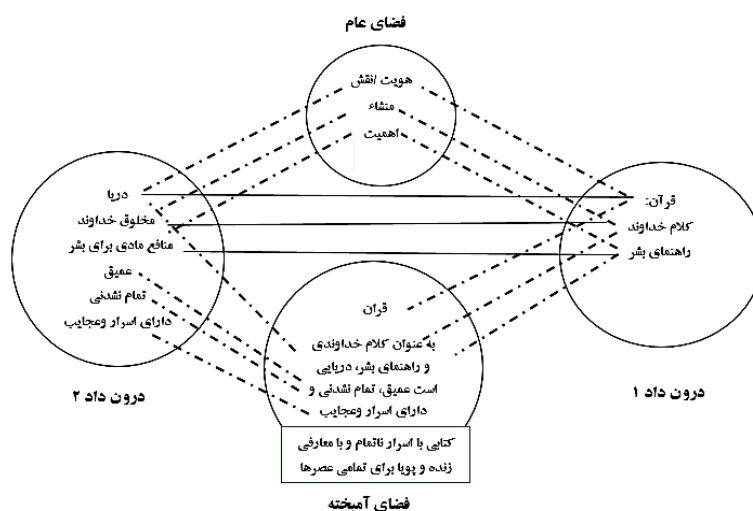 فضای عام
هویت /نقش
منشاء
اهمیت
قرآن:
کلام خداوند
راهنمای بشر
درون داد ۱
دریا
مخلوق خداوند
منافع مادی برای بشر
عمیق
تمام نشدنی
دارای اسرار وعجایب
درون داد ۲
قرآن
به عنوان کلام خداوندی
و راهنمای بشر، دریایی
است عمیق، تمام نشدنی و
دارای اسرار وعجایب
کتابی با اسرار ناتمام و با معارفی
زنده و پویا برای تمامی عصرها
فضای آمیخته